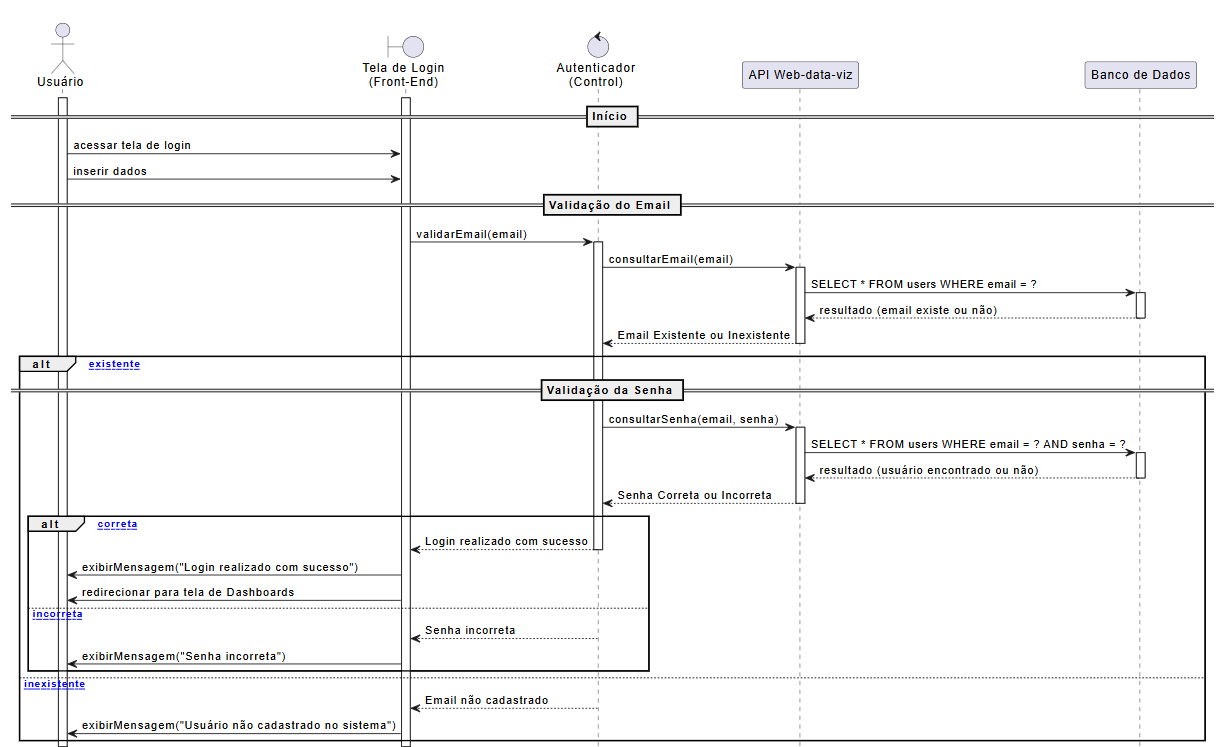 Usuário
Tela de Login
(Front-End)
Autenticador
(Control)
API Web-data-viz
Banco de Dados
Início
acessar tela de login
inserir dados
Validação do Email
validarEmail(email)
consultarEmail(email)
SELECT * FROM users WHERE email = ?
resultado (email existe ou não)
Email Existente ou Inexistente
alt
existente
Validação da Senha
consultarSenha(email, senha)
SELECT * FROM users WHERE email = ? AND senha = ?
resultado (usuário encontrado ou não)
Senha Correta ou Incorreta
alt
correta
Login realizado com sucesso
exibirMensagem("Login realizado com sucesso")
redirecionar para tela de Dashboards
incorreta
Senha incorreta
exibirMensagem("Senha incorreta")
inexistente
Email não cadastrado
exibirMensagem("Usuário não cadastrado no sistema")